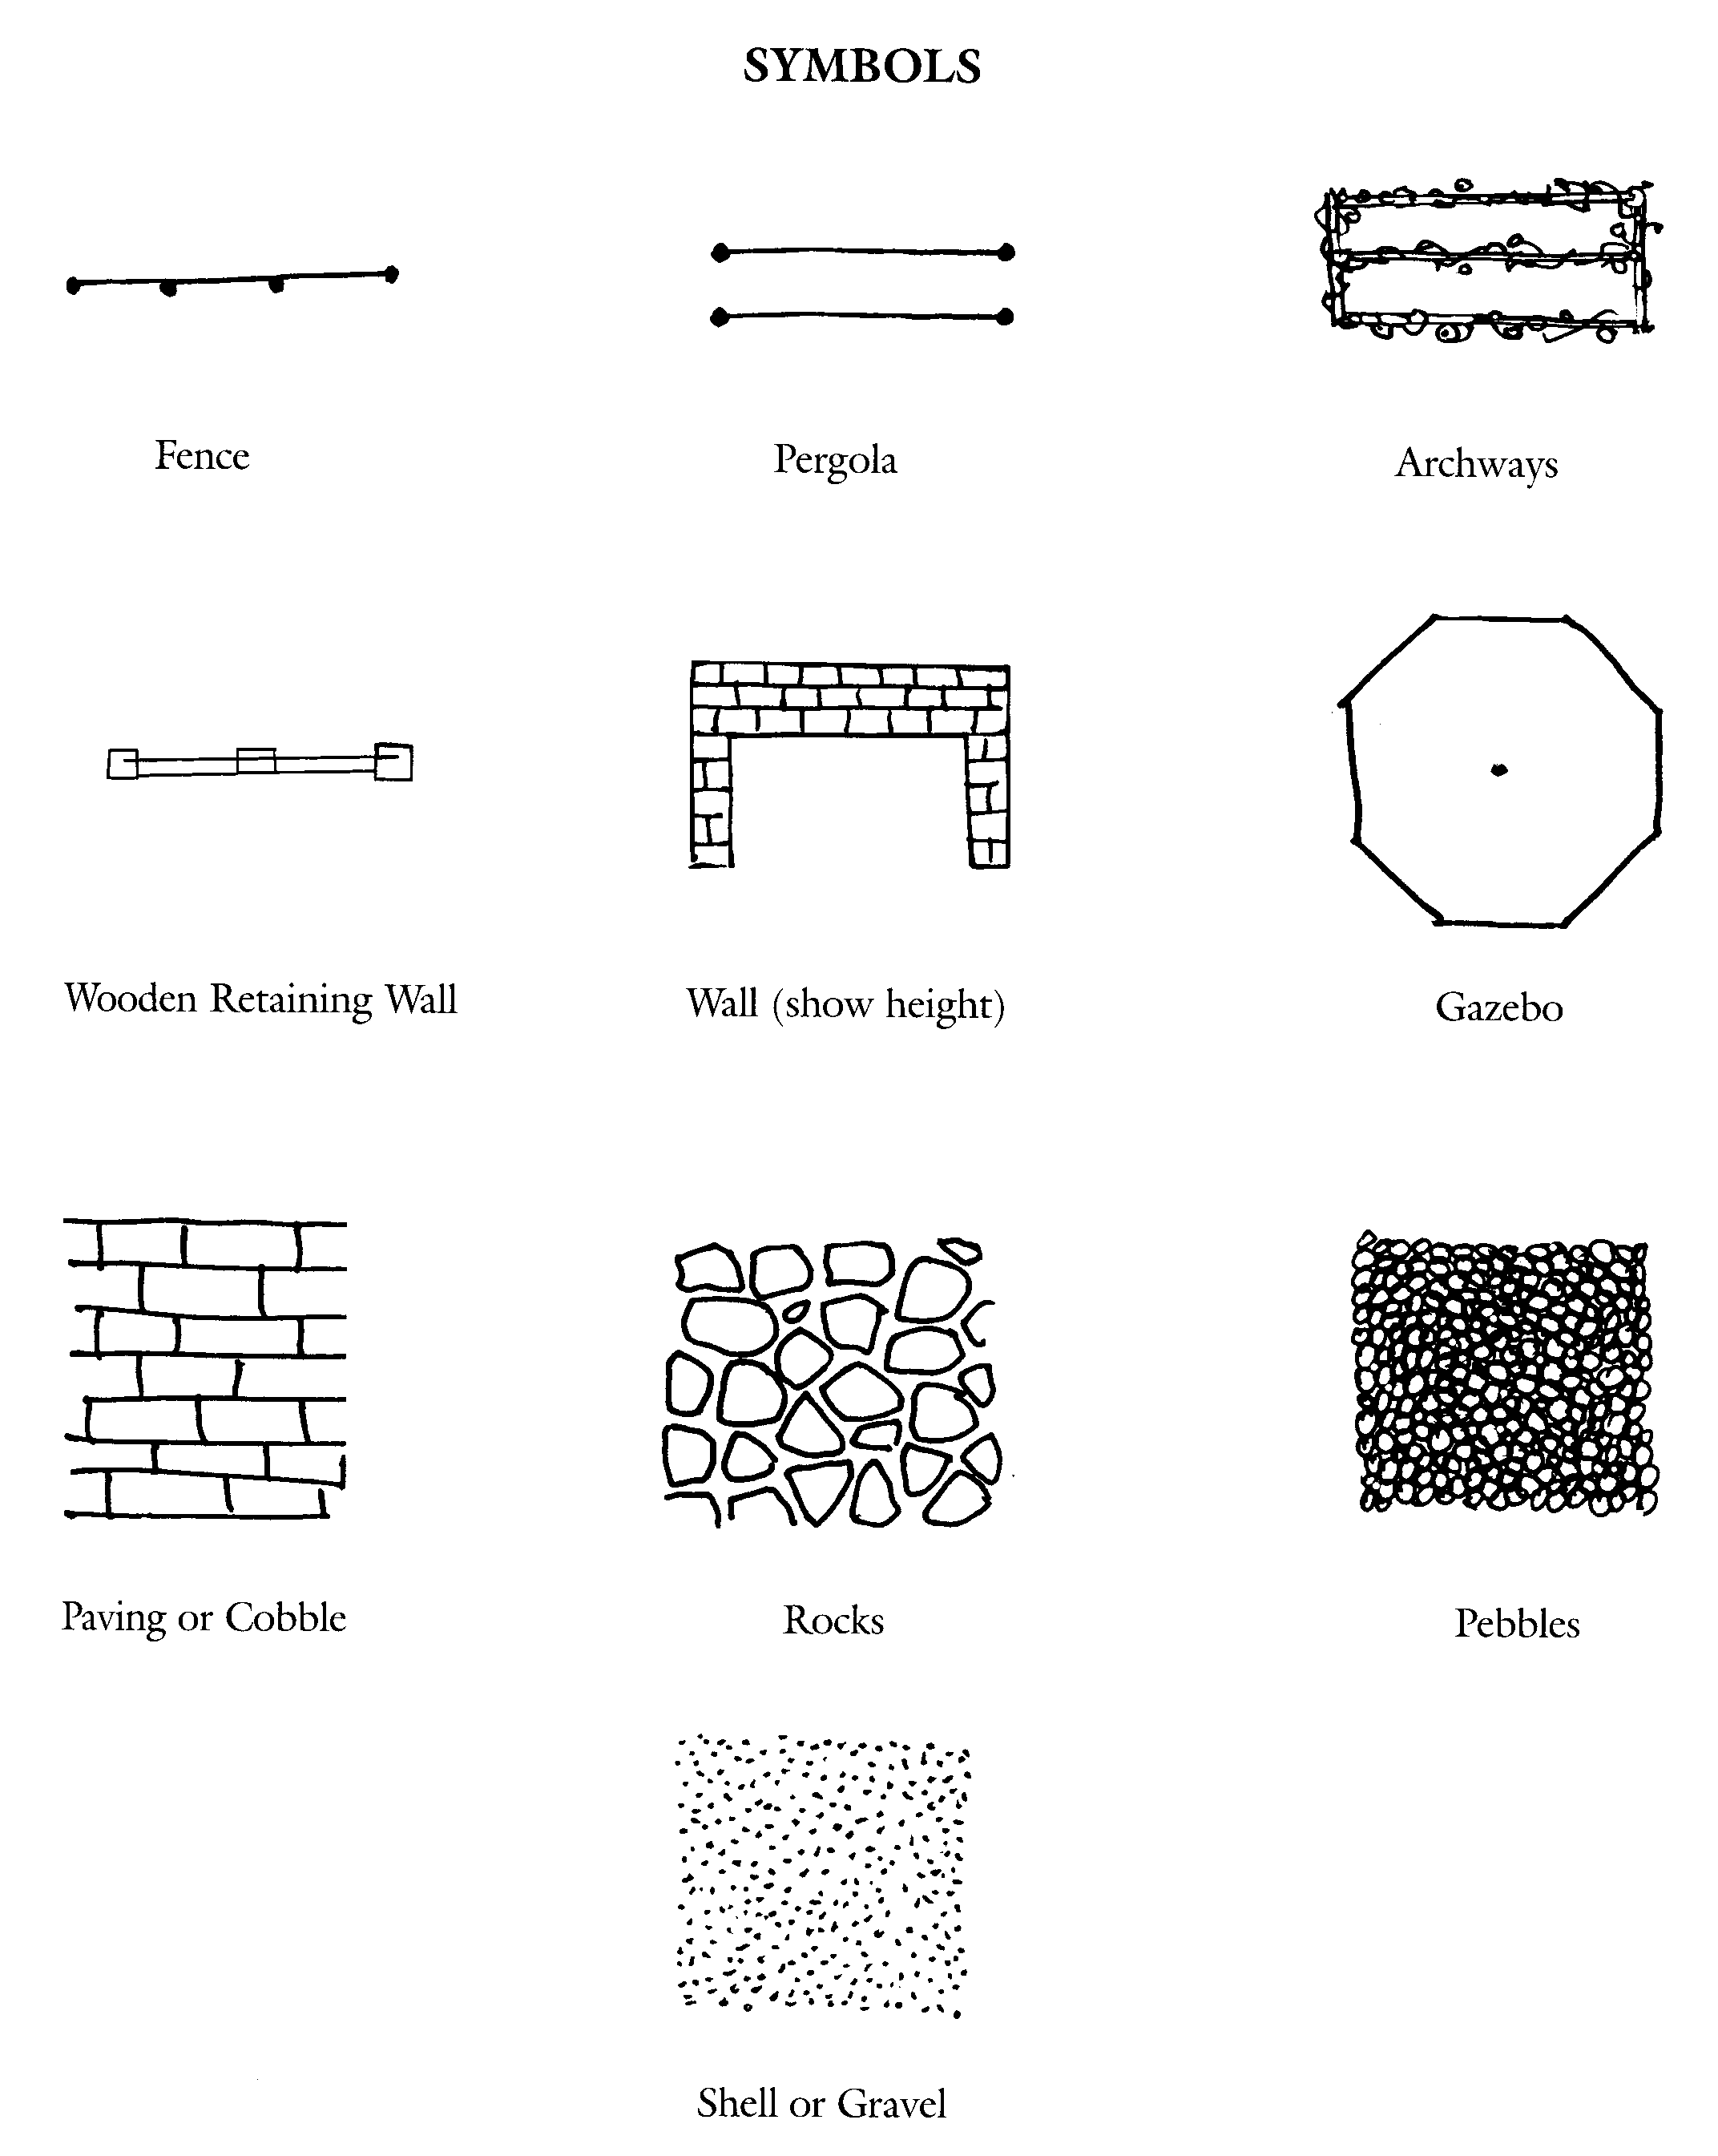 SYMBOLS
Fence
Pergola
Archways
Wooden Retaining Wall
Wall (show height)
Gazebo
Paving or Cobble
Rocks
Pebbles
Shell or Gravel